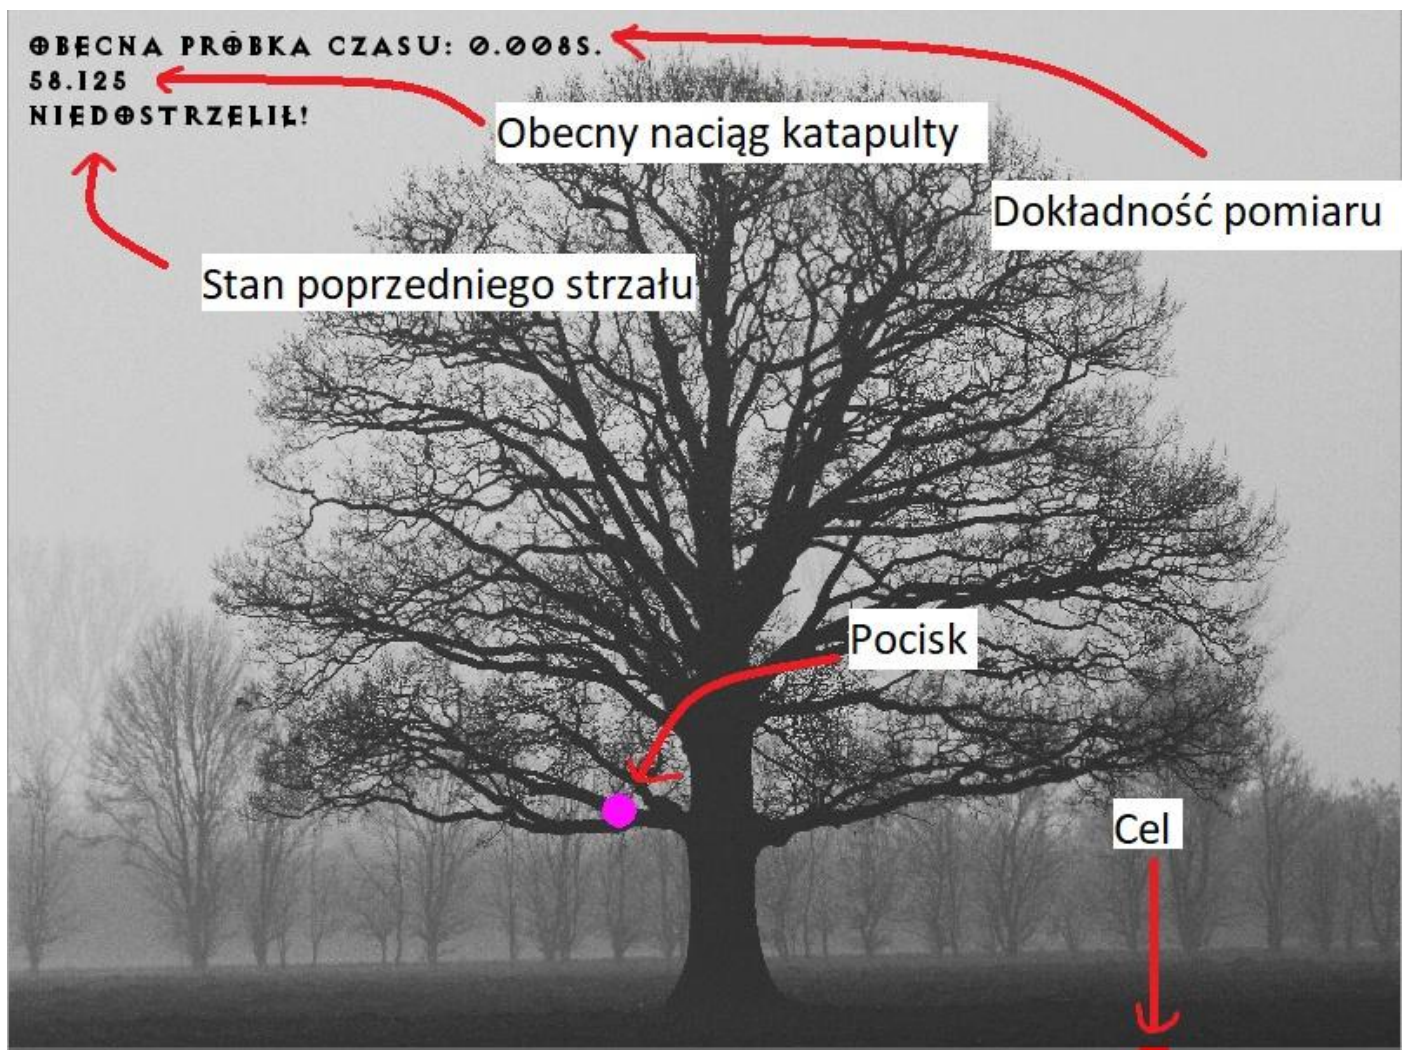 OBECNA PRÓBKA CZASU: 0.008S.
58.125
NIEDOSTRZELIŁ!
Obecny naciąg katapulty
Dokładność pomiaru
Stan poprzedniego strzału
Pocisk
Cel